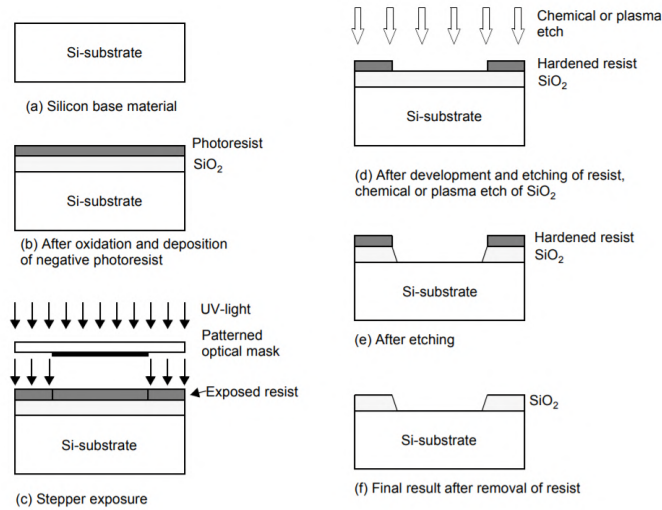 Si-substrate
(a) Silicon base material
Photoresist
SiO2
Si-substrate
(b) After oxidation and deposition
of negative photoresist
UV-light
Patterned
optical mask
Exposed resist
Si-substrate
(c) Stepper exposure
Chemical or plasma
etch
Hardened resist
SiO2
Si-substrate
(d) After development and etching of resist,
chemical or plasma etch of SiO2
Hardened resist
SiO2
Si-substrate
(e) After etching
SiO2
Si-substrate
(f) Final result after removal of resist